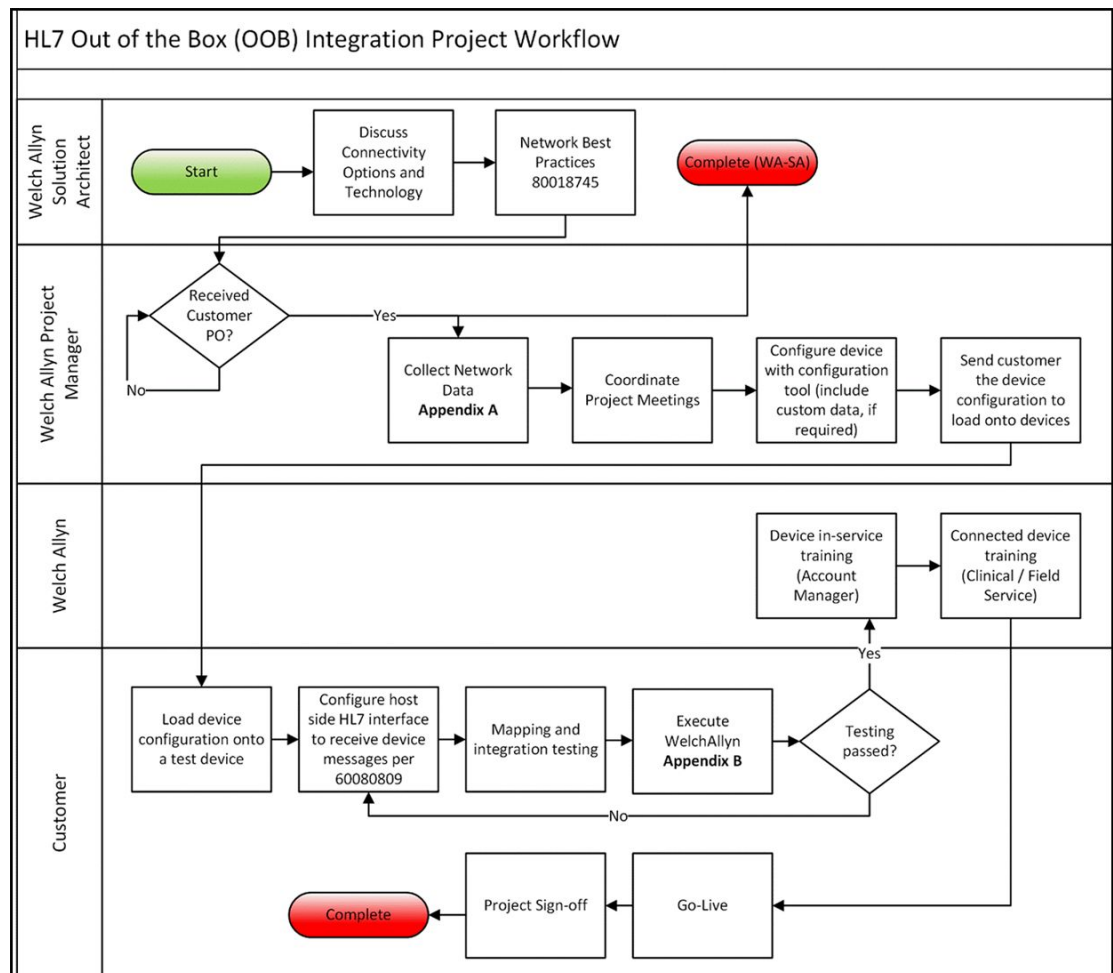 HL7 Out of the Box (OOB) Integration Project Workflow
Welch Allyn
Solution
Architect
Start
Discuss
Connectivity
Options and
Technology
Network Best
Practices
80018745
Complete (WA-SA)
Welch Allyn Project
Manager
Received
Customer
PO?
No
Yes
Collect Network
Data
Appendix A
Coordinate
Project Meetings
Configure device
with configuration
tool (include
custom data, if
required)
Send customer
the device
configuration to
load onto devices
Welch Allyn
Device in-service
training
(Account
Manager)
Connected device
training
(Clinical / Field
Service)
Customer
Load device
configuration onto
a test device
Configure host
side HL7 interface
to receive device
messages per
60080809
Mapping and
integration testing
Execute
WelchAllyn
Appendix B
Testing
passed?
Yes
No
Complete
Project Sign-off
Go-Live